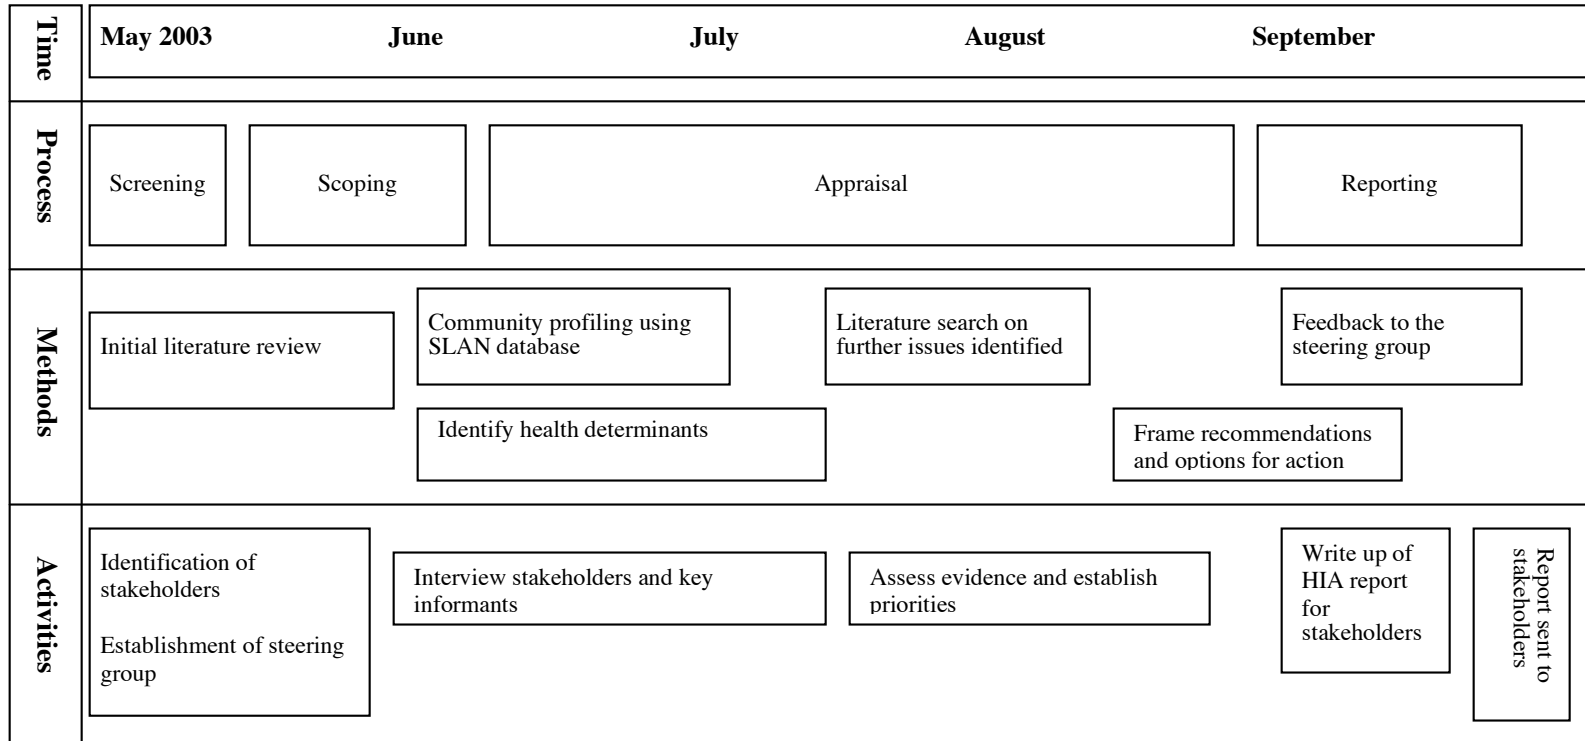 Time
May 2003 June July August September
Process
Screening
Scoping
Appraisal
Reporting
Methods
Initial literature review
Community profiling using
SLAN database
Literature search on
further issues identified
Feedback to the
steering group
Identify health determinants
Frame recommendations
and options for action
Activities
Identification of
stakeholders
Establishment of steering
group
Interview stakeholders and key
informants
Assess evidence and establish
priorities
Write up of
HIA report
for
stakeholders
Report sent to
stakeholders